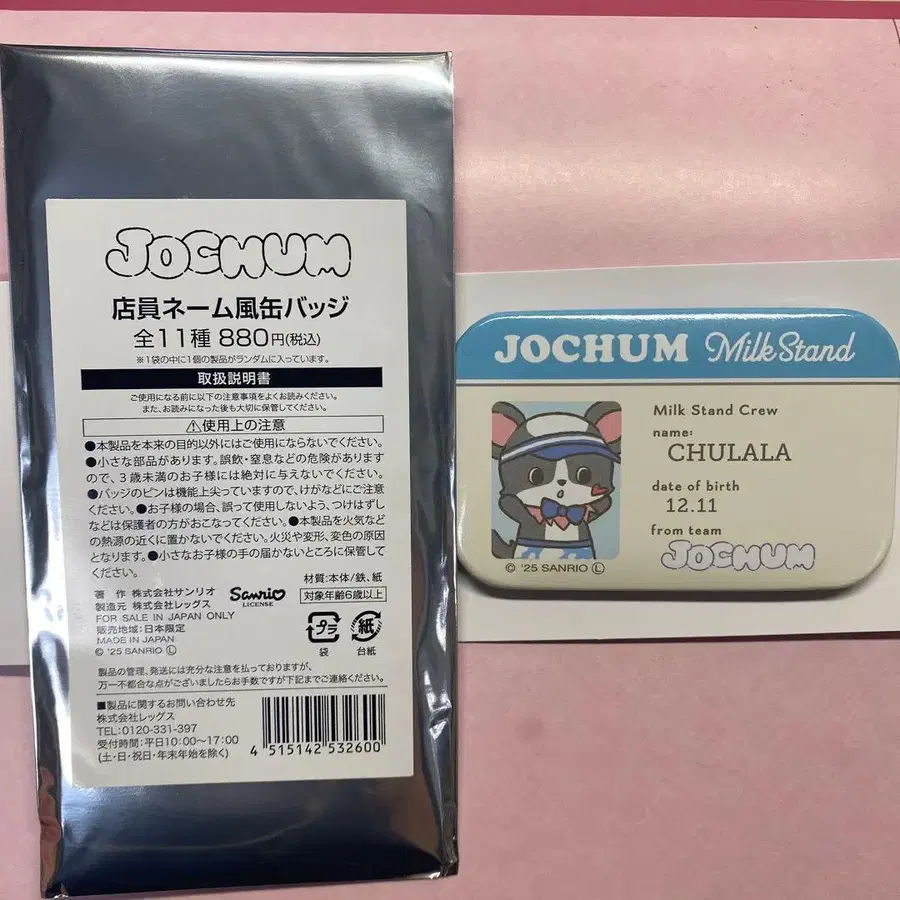 JOCHUM
店員ネーム風缶バッジ
全11種 880円(税込)
※1袋の中に1個の製品がランダムに入っています。
取扱説明書
ご使用になる前に以下の注意事項をよくお読みください。
また、お読みになった後も大切に保管してください。
⚠使用上の注意
●本製品を本来の目的以外にはご使用にならないでください。
●小さな部品があります。誤飲・窒息などの危険があります
ので、3歳未満のお子様には絶対に与えないでください。
●バッジのピンは機能上尖っていますので、けがなどにご注意
ください。●お子様の場合、誤って使用しないよう、つけはずし
などは保護者の方がおこなってください。●本製品を火気など
の熱源の近くに置かないでください。火災や変形、変色の原因
となります。●小さなお子様の手の届かないところに保管して
ください。
材質:本体/鉄、紙
対象年齢6歳以上
著 作 株式会社サンリオ
製造元 株式会社レッグス
FOR SALE IN JAPAN ONLY
販売地域:日本限定
MADE IN JAPAN
© '25 SANRIO Ⓛ
Sanrio
LICENSE
プラ
袋
紙
台紙
製品の管理、発送には充分な注意を払っておりますが、
万一不都合な点がございましたらお手数ですが下記までご連絡ください。
■製品に関するお問い合わせ先
株式会社レッグス
TEL:0120-331-397
受付時間:平日10:00〜17:00
(土・日・祝日・年末年始を除く)
4 515142 532600
JOCHUM Milk Stand
Milk Stand Crew
name:
CHULALA
date of birth
12.11
from team
JOCHUM
© '25 SANRIO Ⓛ